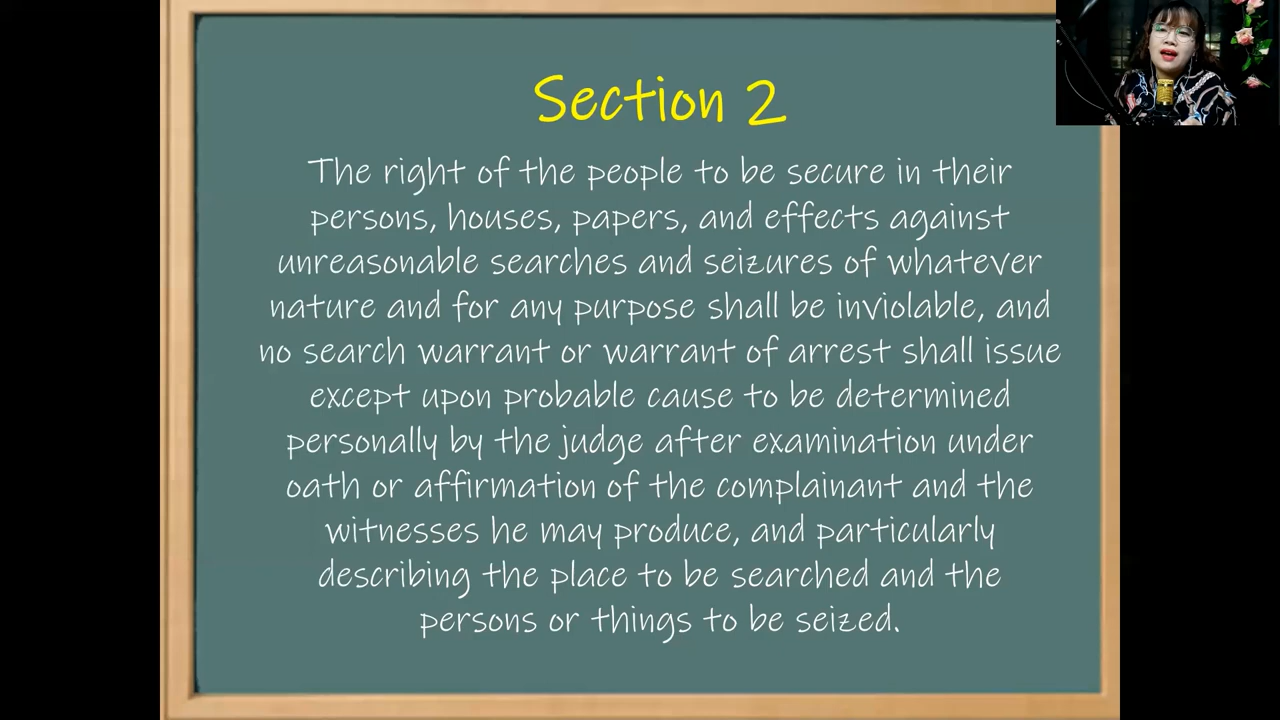 Section 2
The right of the people to be secure in their
persons, houses, papers, and effects against
unreasonable searches and seizures of whatever
nature and for any purpose shall be inviolable, and
no search warrant or warrant of arrest shall issue
except upon probable cause to be determined
personally by the judge after examination under
oath or affirmation of the complainant and the
witnesses he may produce, and particularly
describing the place to be searched and the
persons or things to be seized.